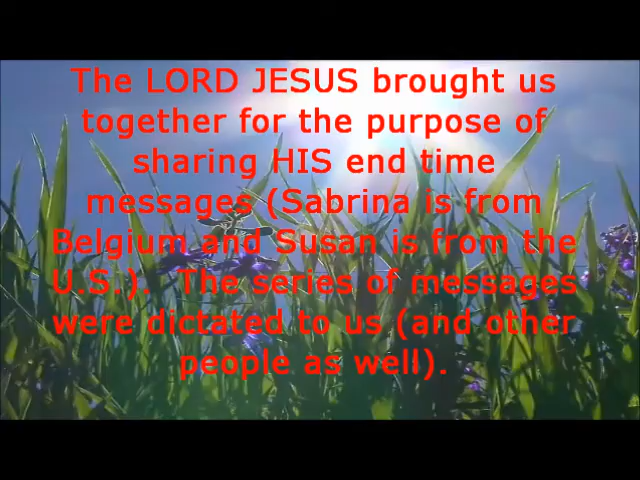 The LORD JESUS brought us
together for the purpose of
sharing HIS end time
messages (Sabrina is from
Belgium and Susan is from the
U.S.).  The series of messages
were dictated to us (and other
people as well).